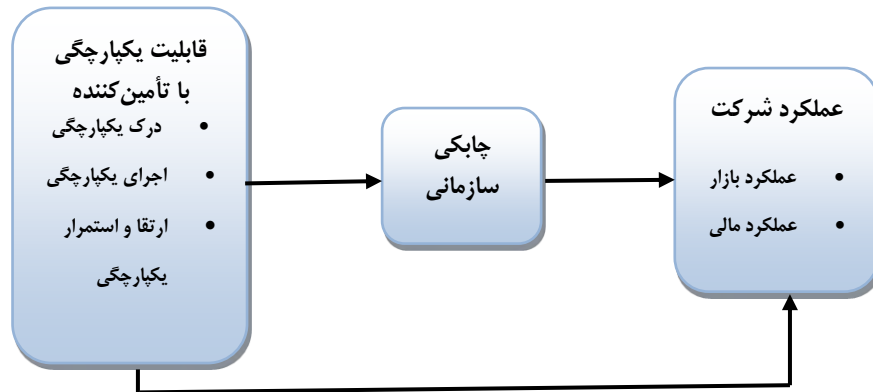 قابلیت یکپارچگی
با تأمین‌کننده
• درک یکپارچگی
• اجرای یکپارچگی
• ارتقا و استمرار
یکپارچگی
چابکی
سازمانی
عملکرد شرکت
• عملکرد بازار
• عملکرد مالی